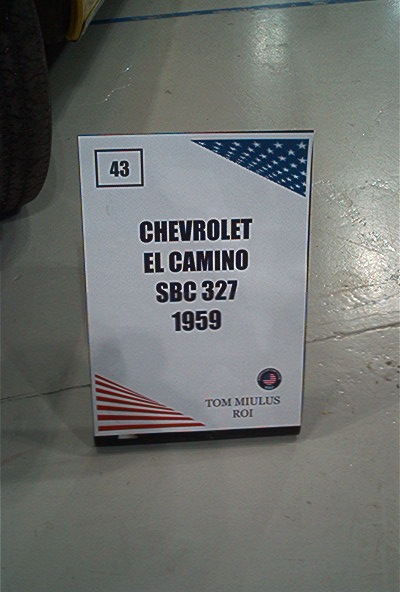 43
CHEVROLET
EL CAMINO
SBC 327
1959
TOM MIULUS
ROI